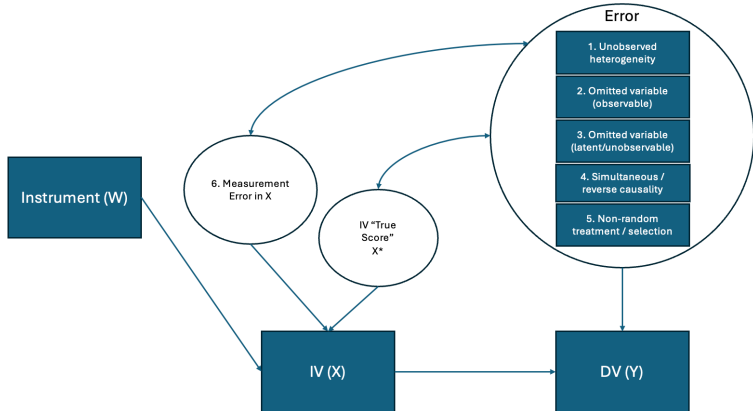 Error
1. Unobserved
heterogeneity
2. Omitted variable
(observable)
3. Omitted variable
(latent/unobservable)
4. Simultaneous /
reverse causality
5. Non-random
treatment / selection
6. Measurement
Error in X
Instrument (W)
IV “True
Score”
X*
IV (X)
DV (Y)